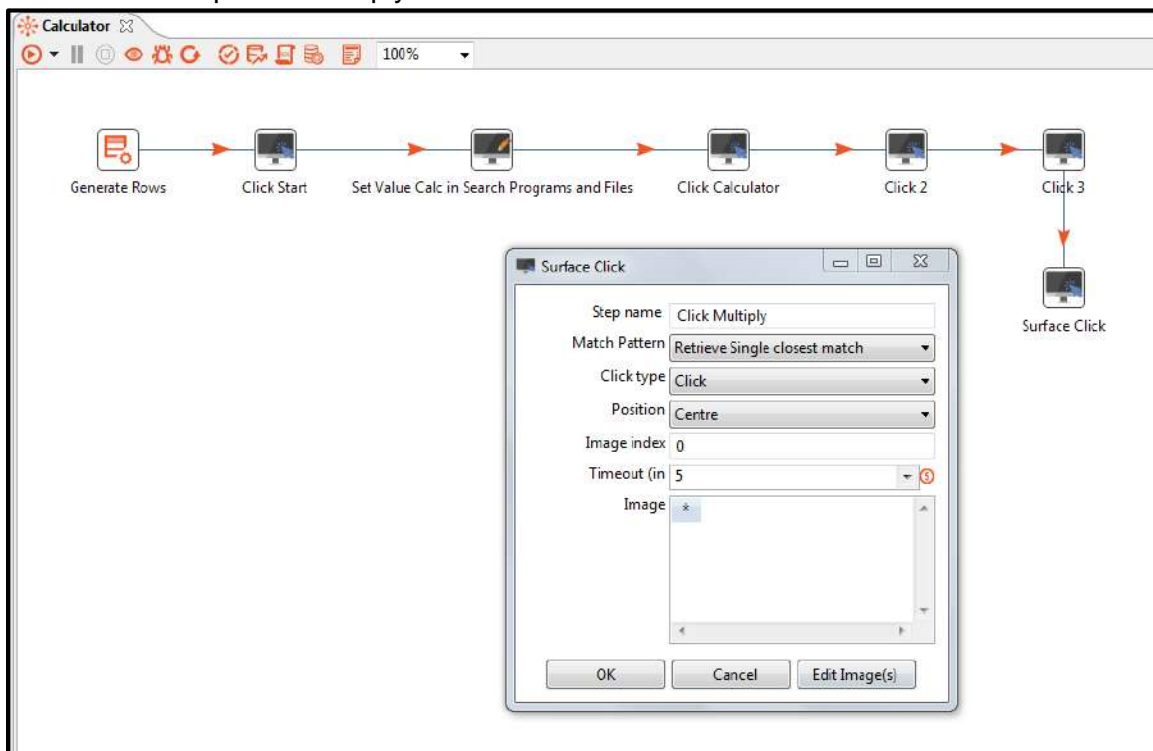 Calculator
100%
Generate Rows
Click Start
Set Value Calc in Search Programs and Files
Click Calculator
Click 2
Click 3
Surface Click
Surface Click
Step name Click Multiply
Match Pattern Retrieve Single closest match
Click type Click
Position Centre
Image index 0
Timeout (in 5
Image *
OK Cancel Edit Image(s)